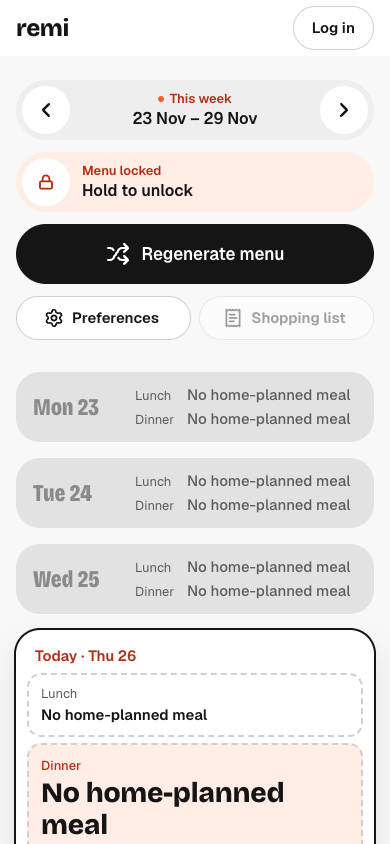 remi
Log in
This week
23 Nov – 29 Nov
Menu locked
Hold to unlock
Regenerate menu
Preferences
Shopping list
Mon 23
Lunch No home-planned meal
Dinner No home-planned meal
Tue 24
Lunch No home-planned meal
Dinner No home-planned meal
Wed 25
Lunch No home-planned meal
Dinner No home-planned meal
Today · Thu 26
Lunch
No home-planned meal
Dinner
No home-planned
meal